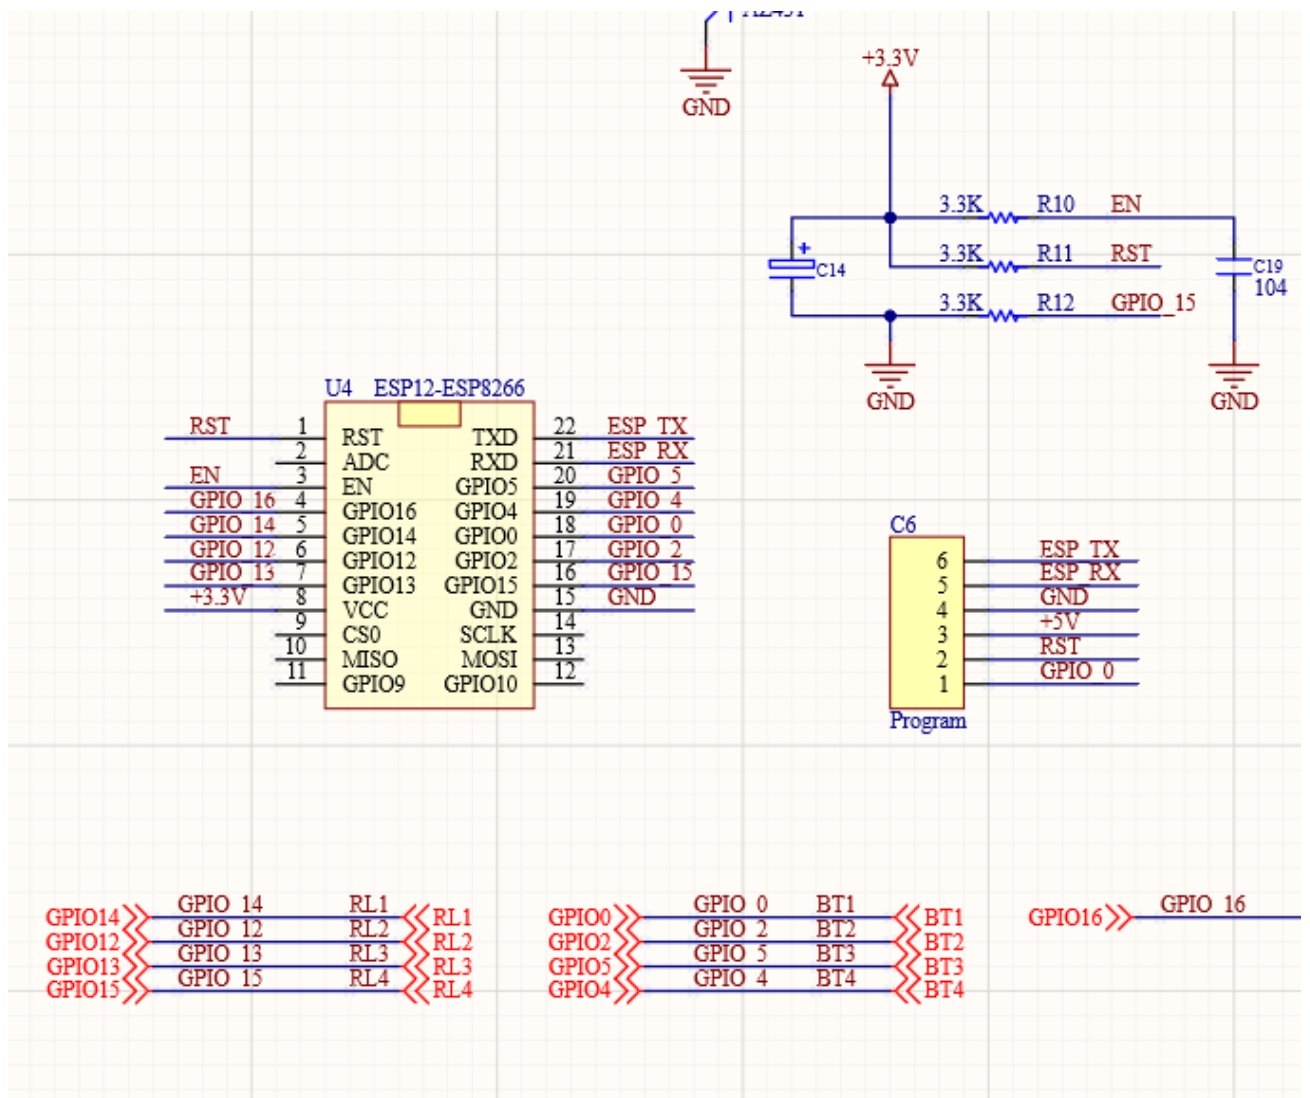 AZ431
GND
+3.3V
3.3K R10 EN
3.3K R11 RST
3.3K R12 GPIO_15
+
C14
C19
104
GND
GND
U4 ESP12-ESP8266
RST 1 RST TXD 22 ESP_TX
2 ADC RXD 21 ESP_RX
EN 3 EN GPIO5 20 GPIO_5
GPIO_16 4 GPIO16 GPIO4 19 GPIO_4
GPIO_14 5 GPIO14 GPIO0 18 GPIO_0
GPIO_12 6 GPIO12 GPIO2 17 GPIO_2
GPIO_13 7 GPIO13 GPIO15 16 GPIO_15
+3.3V 8 VCC GND 15 GND
9 CS0 SCLK 14
10 MISO MOSI 13
11 GPIO9 GPIO10 12
C6
6 ESP_TX
5 ESP_RX
4 GND
3 +5V
2 RST
1 GPIO_0
Program
GPIO14 GPIO_14 RL1 RL1
GPIO12 GPIO_12 RL2 RL2
GPIO13 GPIO_13 RL3 RL3
GPIO15 GPIO_15 RL4 RL4
GPIO0 GPIO_0 BT1 BT1
GPIO2 GPIO_2 BT2 BT2
GPIO5 GPIO_5 BT3 BT3
GPIO4 GPIO_4 BT4 BT4
GPIO16 GPIO_16